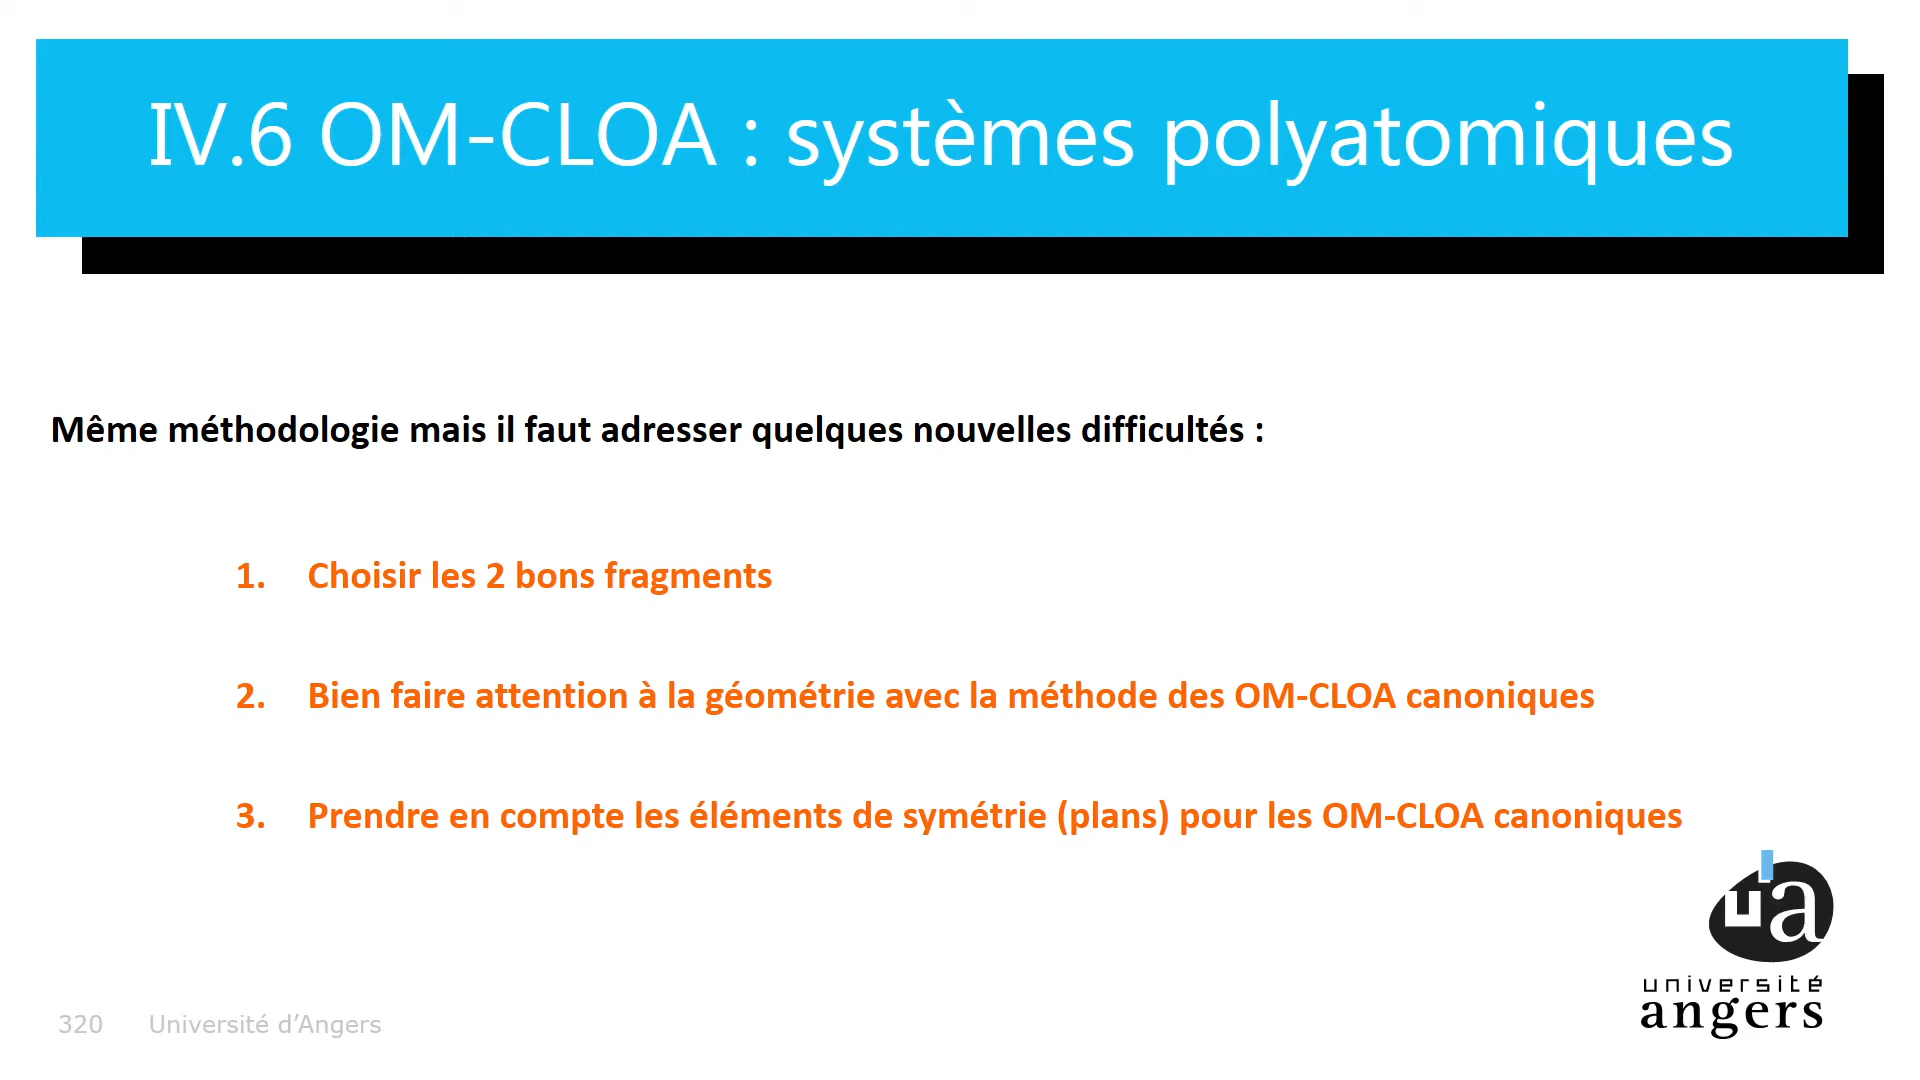 IV.6 OM-CLOA : systèmes polyatomiques
Même méthodologie mais il faut adresser quelques nouvelles difficultés :
1. Choisir les 2 bons fragments
2. Bien faire attention à la géométrie avec la méthode des OM-CLOA canoniques
3. Prendre en compte les éléments de symétrie (plans) pour les OM-CLOA canoniques
ua
université
angers
320 Université d’Angers